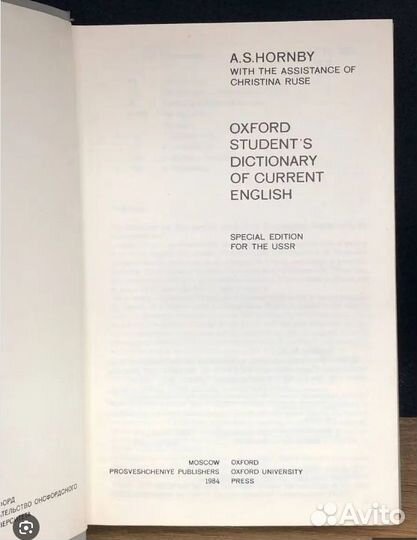 A.S.HORNBY
WITH THE ASSISTANCE OF
CHRISTINA RUSE
OXFORD
STUDENT'S
DICTIONARY
OF CURRENT
ENGLISH
SPECIAL EDITION
FOR THE USSR
MOSCOW OXFORD
PROSVESHCHENIYE PUBLISHERS OXFORD UNIVERSITY
1984 PRESS
ОКСФОРДСКОГО
Avito